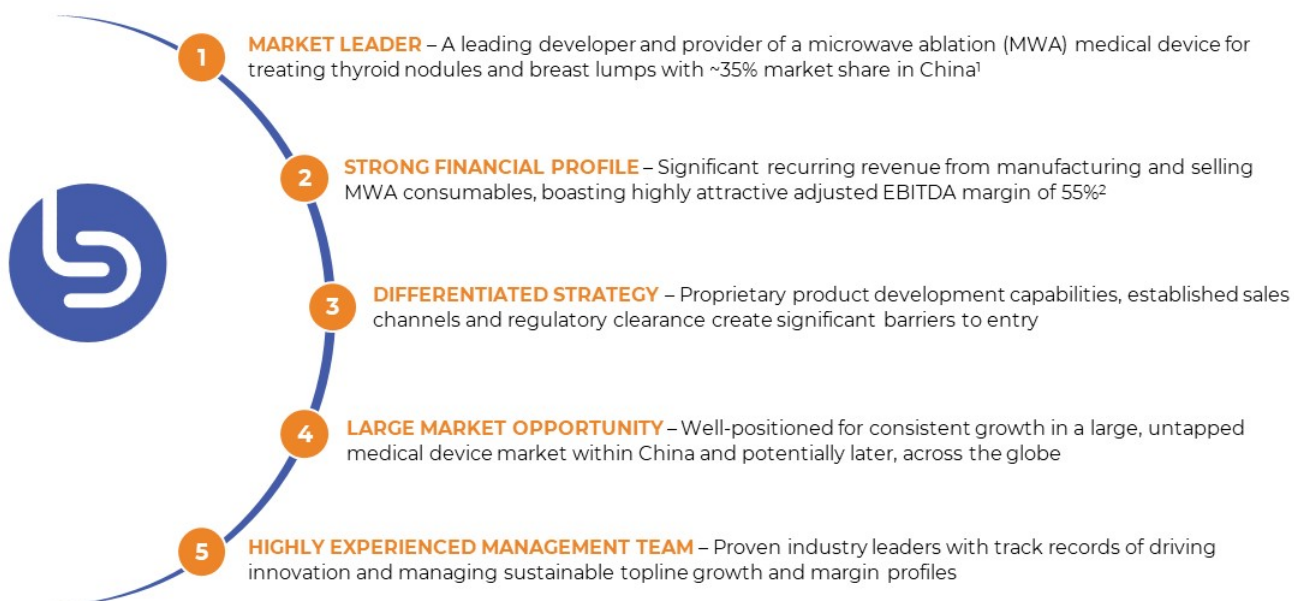 1
MARKET LEADER – A leading developer and provider of a microwave ablation (MWA) medical device for
treating thyroid nodules and breast lumps with ~35% market share in China¹
2
STRONG FINANCIAL PROFILE – Significant recurring revenue from manufacturing and selling
MWA consumables, boasting highly attractive adjusted EBITDA margin of 55%²
3
DIFFERENTIATED STRATEGY – Proprietary product development capabilities, established sales
channels and regulatory clearance create significant barriers to entry
4
LARGE MARKET OPPORTUNITY – Well-positioned for consistent growth in a large, untapped
medical device market within China and potentially later, across the globe
5
HIGHLY EXPERIENCED MANAGEMENT TEAM – Proven industry leaders with track records of driving
innovation and managing sustainable topline growth and margin profiles